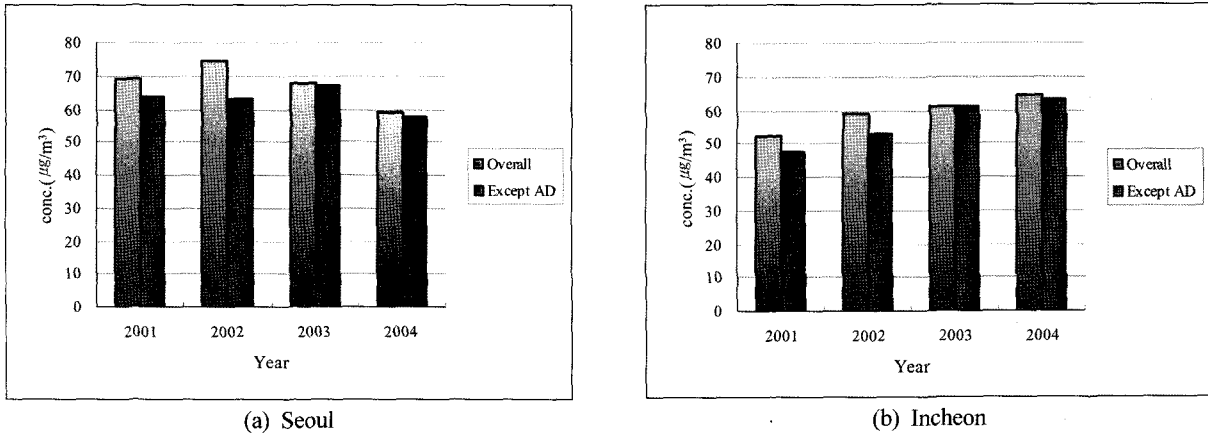 80
70
60
50
40
30
20
10
0
conc.(μg/m³)
2001 2002 2003 2004
Year
Overall
Except AD
(a) Seoul
80
70
60
50
40
30
20
10
0
conc.(μg/m³)
2001 2002 2003 2004
Year
Overall
Except AD
(b) Incheon